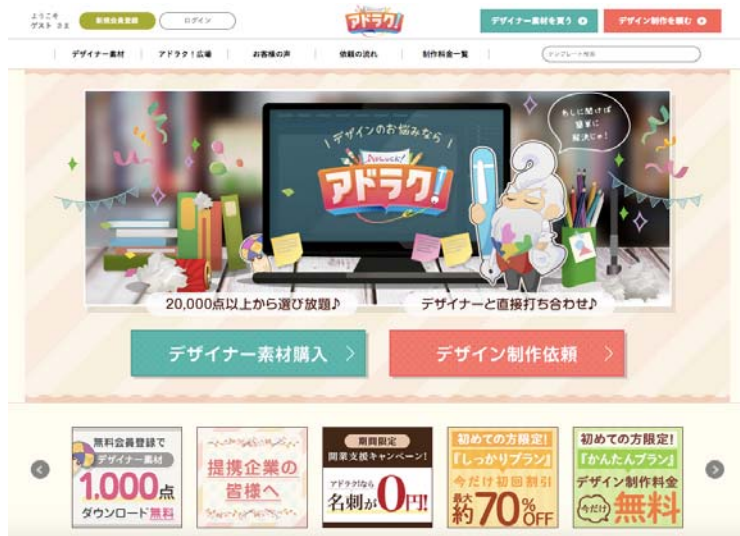 ようこそ
ゲスト さま
新規会員登録
ログイン
アドラク!
デザイナー素材を買う
デザイン制作を頼む
デザイナー素材
アドラク！広場
お客様の声
依頼の流れ
制作料金一覧
テンプレート検索
デザインのお悩みなら
Adluck!
アドラク!
わしに聞けば
簡単に
解決じゃ!
20,000点以上から選び放題♪
デザイナーと直接打ち合わせ♪
デザイナー素材購入
デザイン制作依頼
無料会員登録で
デザイナー素材
1,000点
ダウンロード無料
提携企業の
皆様へ
期間限定
開業支援キャンペーン!
アドラク!なら
名刺が0円!
初めての方限定!
『しっかりプラン』
今だけ初回割引
最大
約70%OFF
初めての方限定!
『かんたんプラン』
デザイン制作料金
今だけ 無料